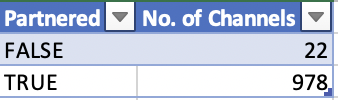 Partnered No. of Channels
FALSE 22
TRUE 978